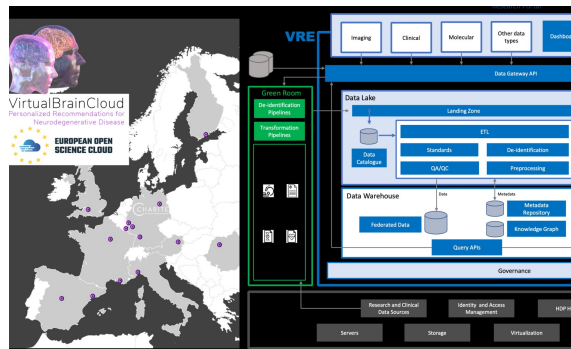 VirtualBrainCloud
Personalized Recommendations for
Neurodegenerative Disease
EUROPEAN OPEN
SCIENCE CLOUD
CHARITÉ
VRE
Imaging
Clinical
Molecular
Other data
types
Data Gateway API
Green Room
De-identification
Pipelines
Transformation
Pipelines
Data Lake
Landing Zone
Data
Catalogue
ETL
Standards
De-identification
QA/QC
Preprocessing
Data Warehouse
Data
Metadata
Federated Data
Metadata
Repository
Knowledge Graph
Query APIs
Governance
Research and Clinical
Data Sources
Identity and Access
Management
HDP H
Servers
Storage
Virtualization